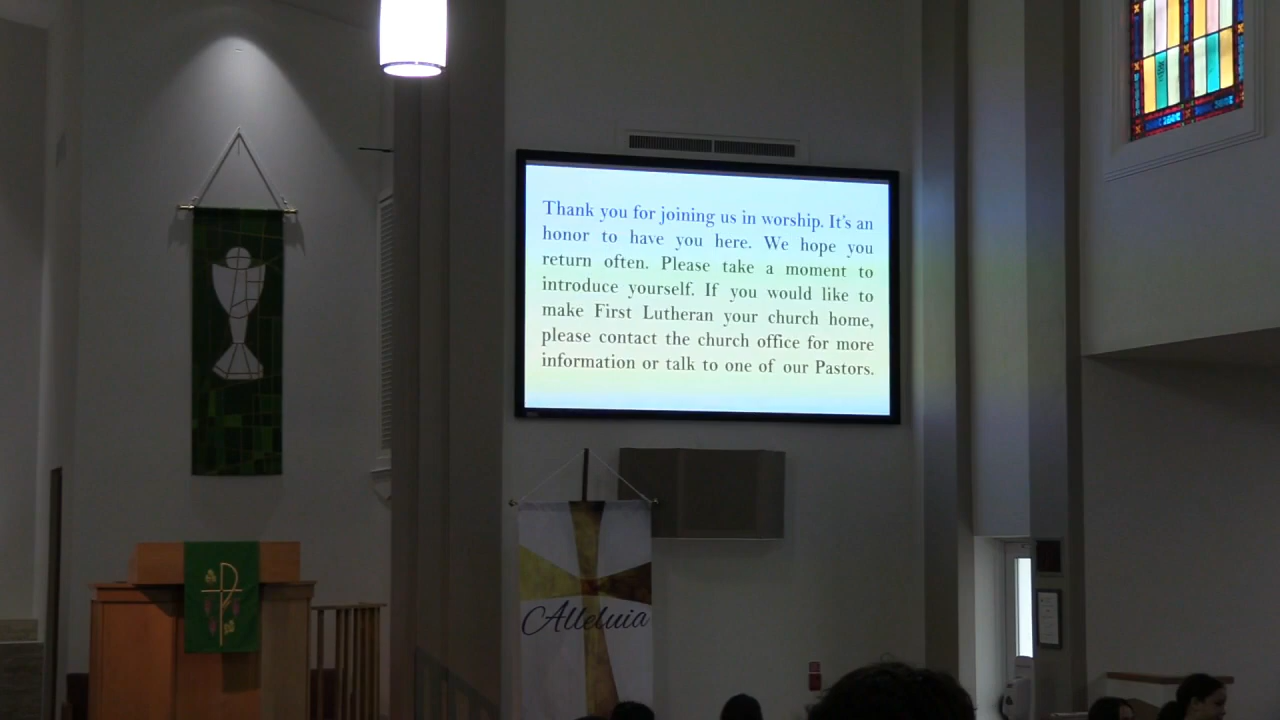 Thank you for joining us in worship. It's an
honor to have you here. We hope you
return often. Please take a moment to
introduce yourself. If you would like to
make First Lutheran your church home,
please contact the church office for more
information or talk to one of our Pastors.
Alleluia